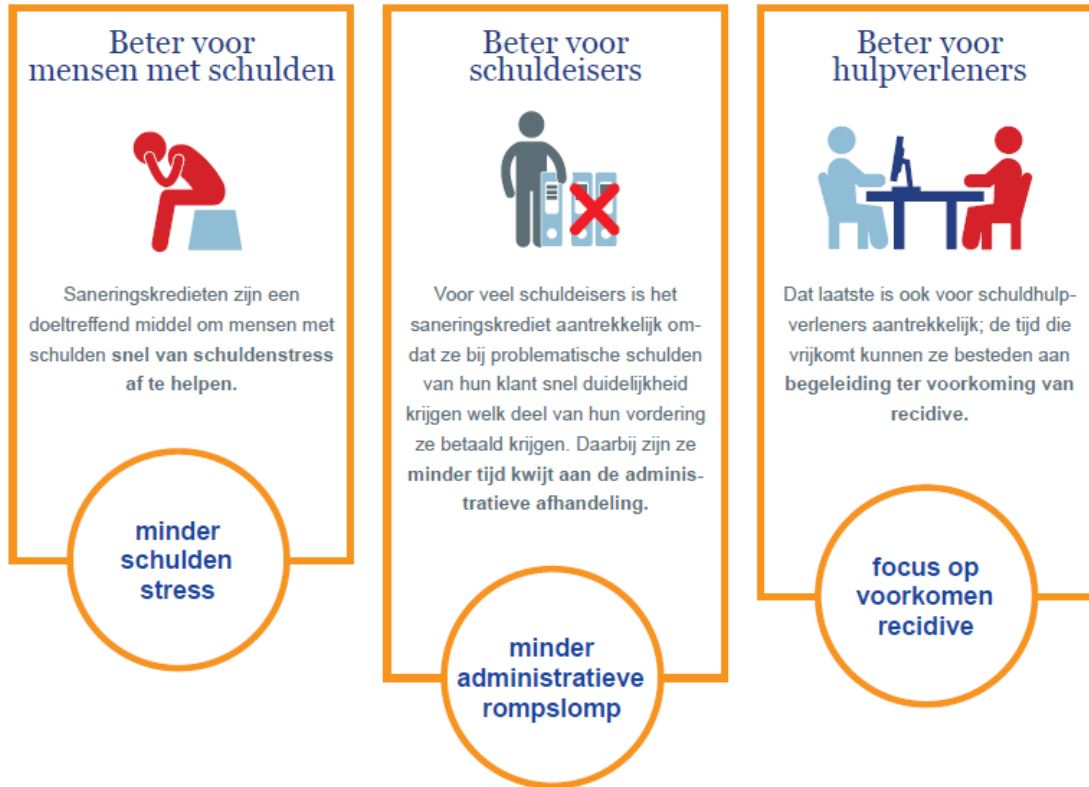 Beter voor
mensen met schulden
Saneringskredieten zijn een
doeltreffend middel om mensen met
schulden snel van schuldenstress
af te helpen.
minder
schulden
stress
Beter voor
schuldeisers
Voor veel schuldeisers is het
saneringskrediet aantrekkelijk om-
dat ze bij problematische schulden
van hun klant snel duidelijkheid
krijgen welk deel van hun vordering
ze betaald krijgen. Daarbij zijn ze
minder tijd kwijt aan de adminis-
tratieve afhandeling.
minder
administratieve
rompslomp
Beter voor
hulpverleners
Dat laatste is ook voor schuldhulp-
verleners aantrekkelijk; de tijd die
vrijkomt kunnen ze besteden aan
begeleiding ter voorkoming van
recidive.
focus op
voorkomen
recidive